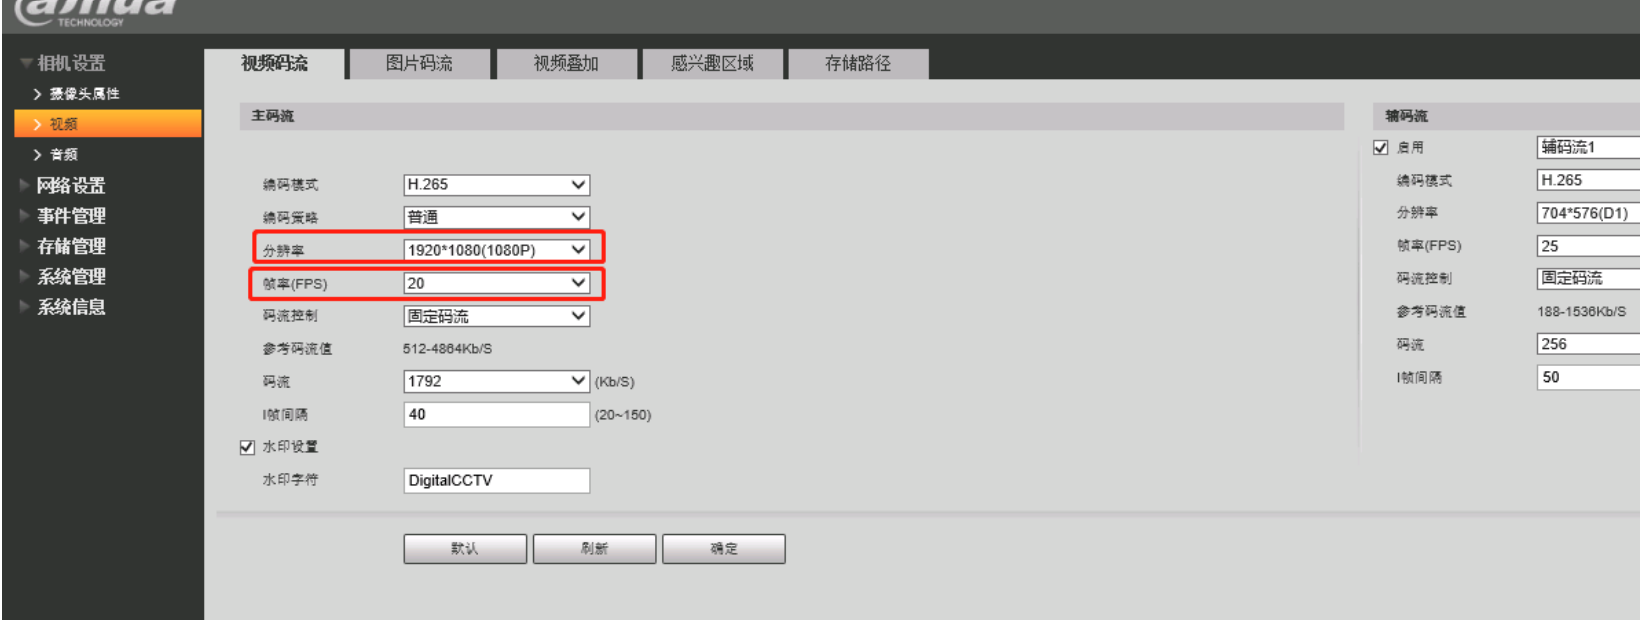 alhua
TECHNOLOGY
相机设置
摄像头属性
视频
音频
网络设置
事件管理
存储管理
系统管理
系统信息
视频码流 图片码流 视频叠加 感兴趣区域 存储路径
主码流
编码模式 H.265
编码策略 普通
分辨率 1920*1080(1080P)
帧率(FPS) 20
码流控制 固定码流
参考码流值 512-4864Kb/S
码流 1792 (Kb/S)
I帧间隔 40 (20~150)
水印设置
水印字符 DigitalCCTV
默认 刷新 确定
辅码流
启用 辅码流1
编码模式 H.265
分辨率 704*576(D1)
帧率(FPS) 25
码流控制 固定码流
参考码流值 188-1536Kb/S
码流 256
I帧间隔 50